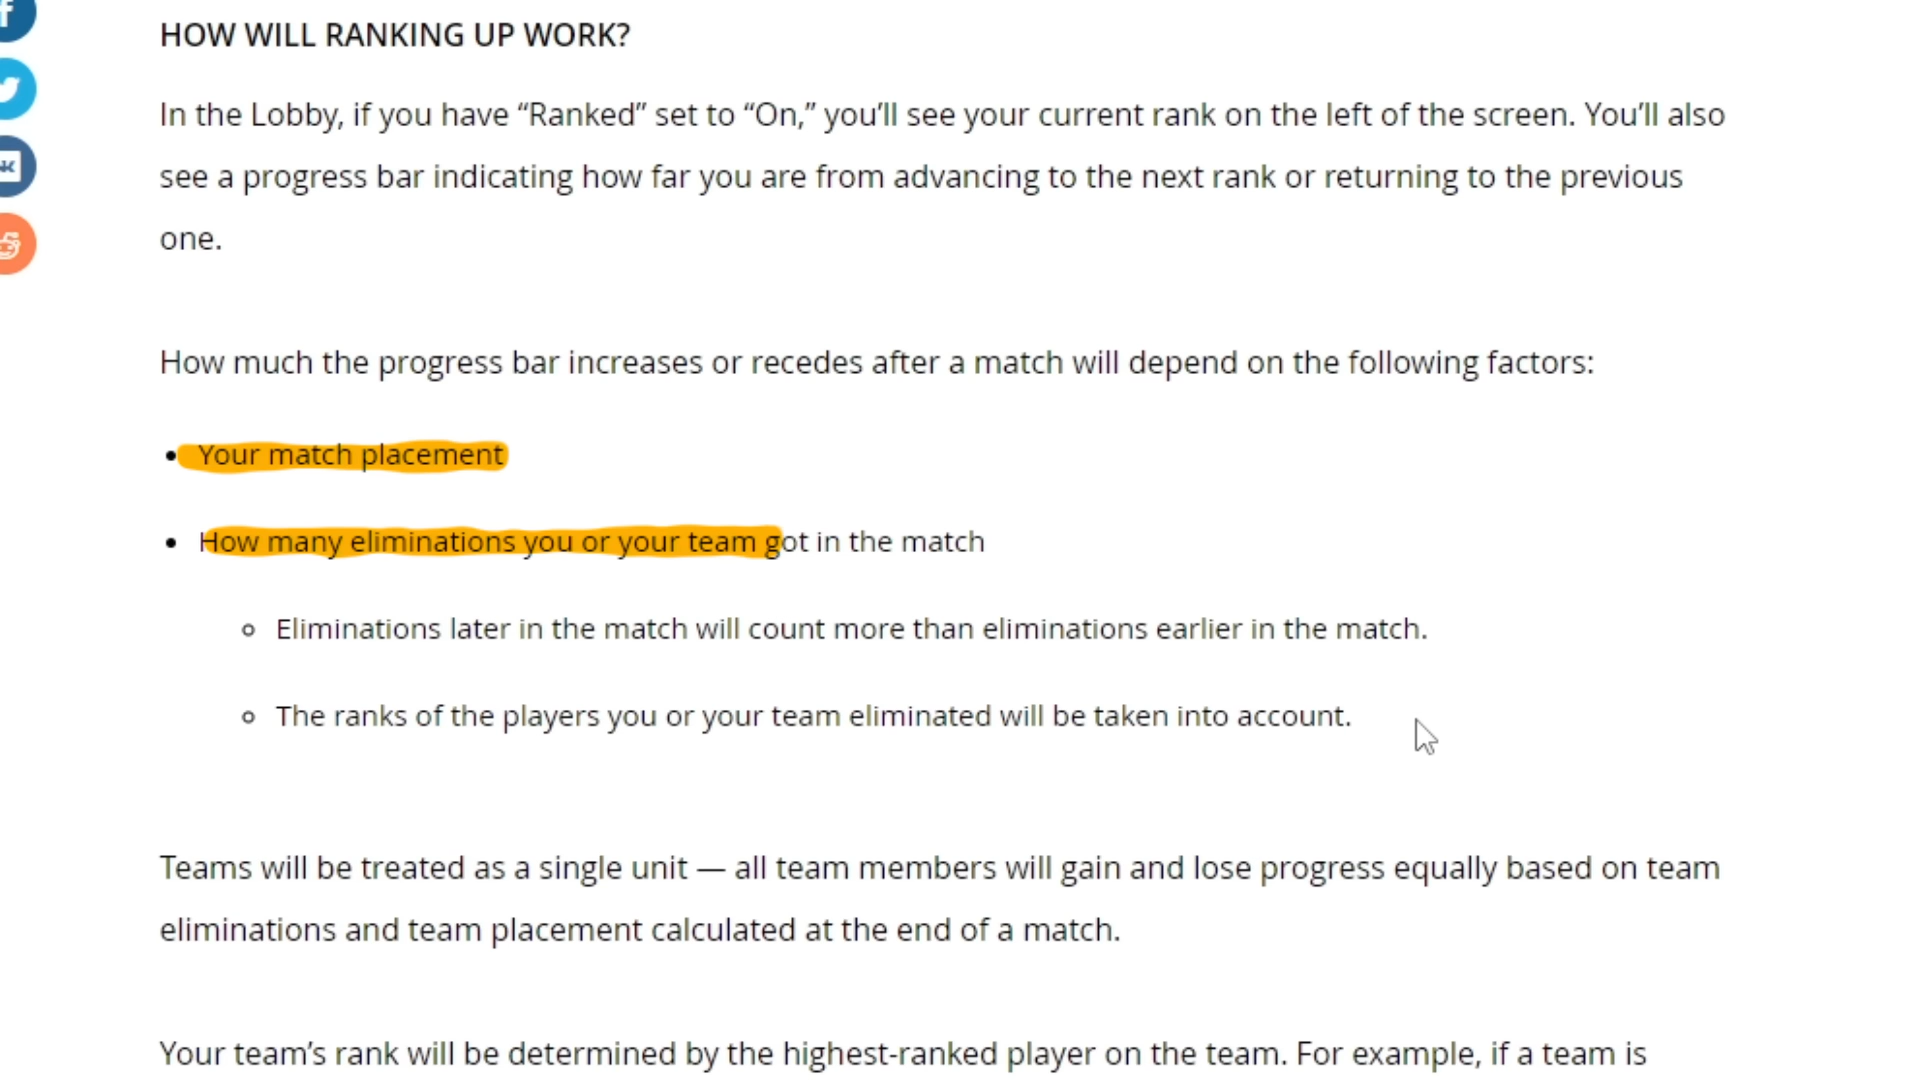 HOW WILL RANKING UP WORK?
In the Lobby, if you have “Ranked” set to “On,” you’ll see your current rank on the left of the screen. You’ll also
see a progress bar indicating how far you are from advancing to the next rank or returning to the previous
one.
How much the progress bar increases or recedes after a match will depend on the following factors:
• Your match placement
• How many eliminations you or your team got in the match
◦ Eliminations later in the match will count more than eliminations earlier in the match.
◦ The ranks of the players you or your team eliminated will be taken into account.
Teams will be treated as a single unit — all team members will gain and lose progress equally based on team
eliminations and team placement calculated at the end of a match.
Your team’s rank will be determined by the highest-ranked player on the team. For example, if a team is